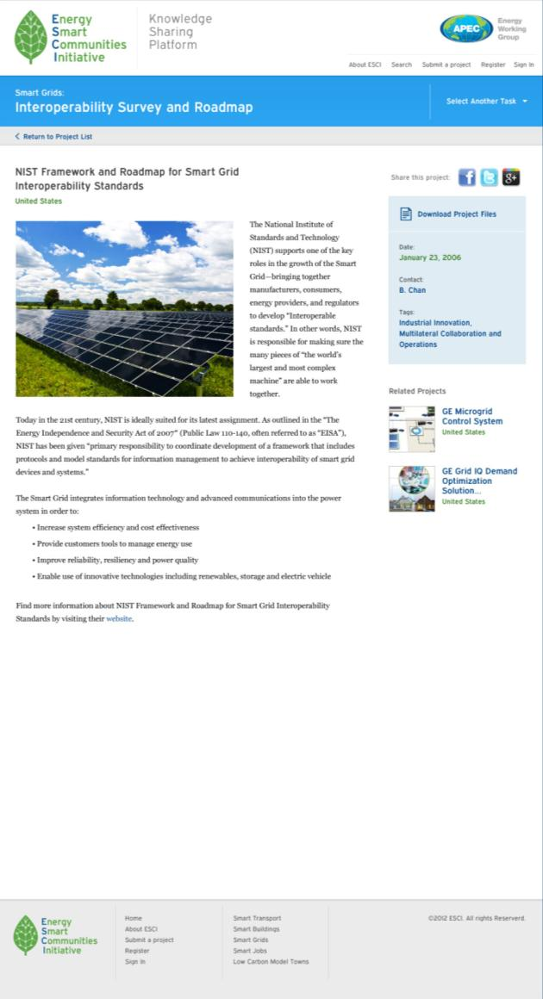 Energy
Smart
Communities
Initiative
Knowledge
Sharing
Platform
APEC
Energy
Working
Group
About ESCI Search Submit a project Register Sign In
Smart Grids:
Interoperability Survey and Roadmap
Select Another Task
Return to Project List
NIST Framework and Roadmap for Smart Grid
Interoperability Standards
United States
The National Institute of
Standards and Technology
(NIST) supports one of the key
roles in the growth of the Smart
Grid—bringing together
manufacturers, consumers,
energy providers, and regulators
to develop “Interoperable
standards.” In other words, NIST
is responsible for making sure the
many pieces of “the world’s
largest and most complex
machine” are able to work
together.
Today in the 21st century, NIST is ideally suited for its latest assignment. As outlined in the “The
Energy Independence and Security Act of 2007” (Public Law 110-140, often referred to as “EISA”),
NIST has been given “primary responsibility to coordinate development of a framework that includes
protocols and model standards for information management to achieve interoperability of smart grid
devices and systems.”
The Smart Grid integrates information technology and advanced communications into the power
system in order to:
• Increase system efficiency and cost effectiveness
• Provide customers tools to manage energy use
• Improve reliability, resiliency and power quality
• Enable use of innovative technologies including renewables, storage and electric vehicle
Find more information about NIST Framework and Roadmap for Smart Grid Interoperability
Standards by visiting their website.
Share this project:
Download Project Files
Date:
January 23, 2006
Contact:
B. Chan
Tags:
Industrial Innovation,
Multilateral Collaboration and
Operations
Related Projects
GE Microgrid
Control System
United States
GE Grid IQ Demand
Optimization
Solution...
United States
Energy
Smart
Communities
Initiative
Home
About ESCI
Submit a project
Register
Sign In
Smart Transport
Smart Buildings
Smart Grids
Smart Jobs
Low Carbon Model Towns
©2012 ESCI. All rights Reserverd.